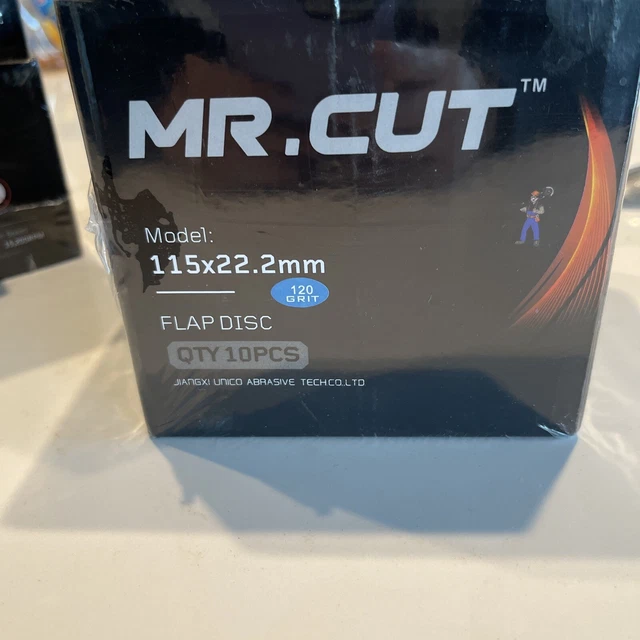 MR.CUT™
Model:
115x22.2mm
120
GRIT
FLAP DISC
QTY 10PCS
JIANGXI UNICO ABRASIVE TECH CO.LTD